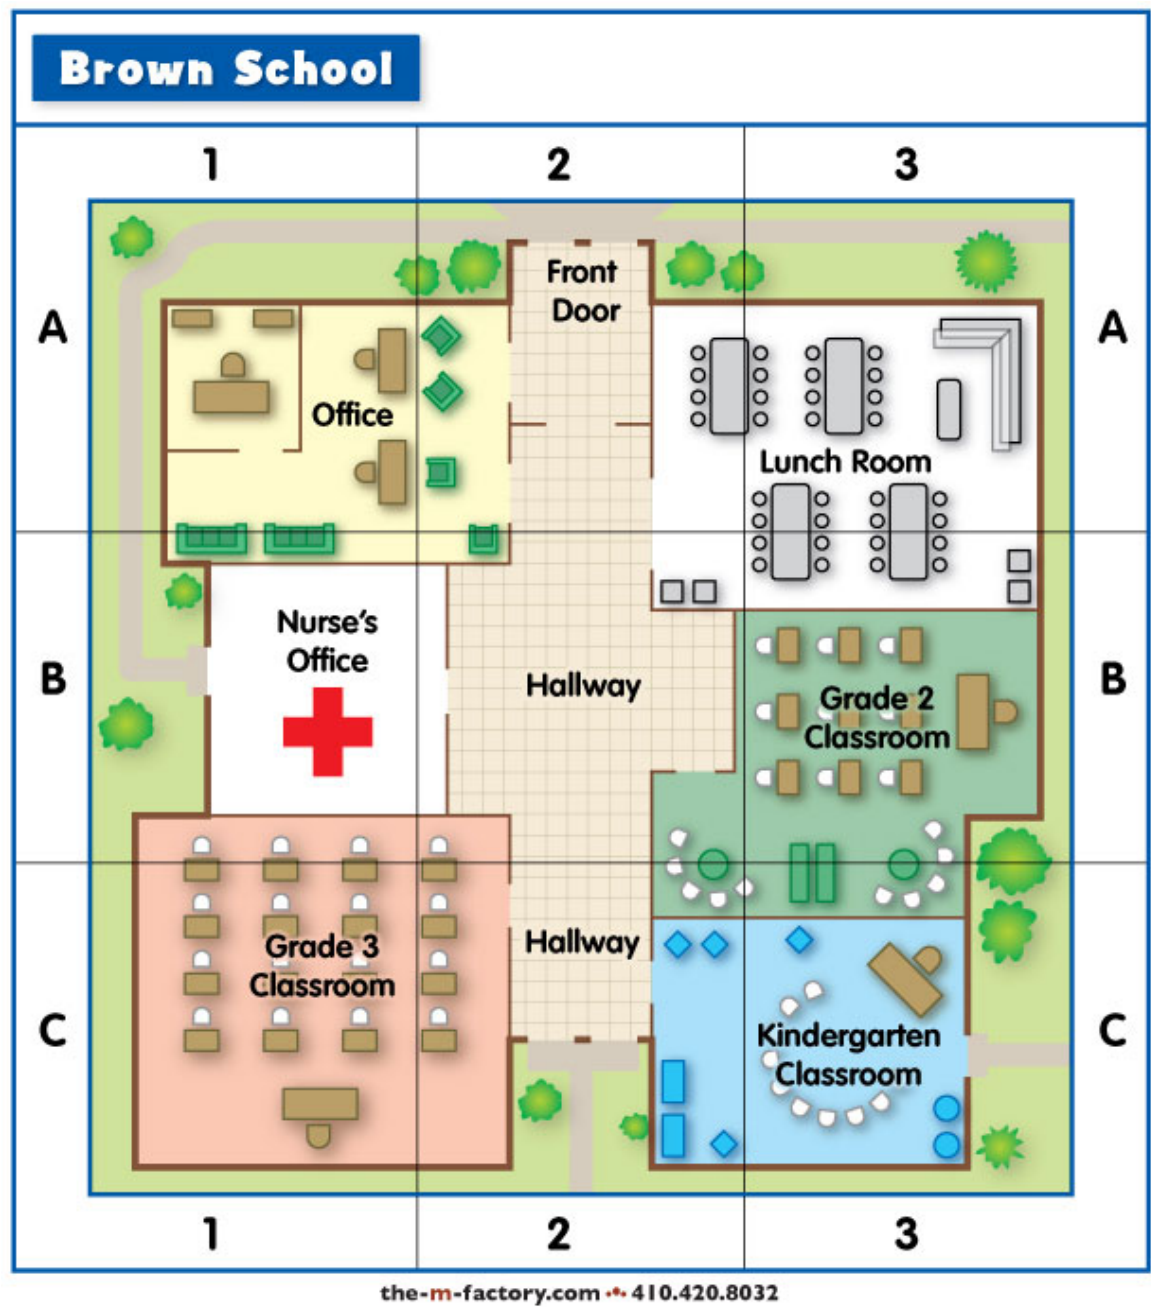 Brown School
1 2 3
Front
Door
A A
Office
Lunch Room
Nurse's
Office
B Hallway B
Grade 2
Classroom
Grade 3
Classroom
Hallway
C C
Kindergarten
Classroom
1 2 3
the-m-factory.com 410.420.8032